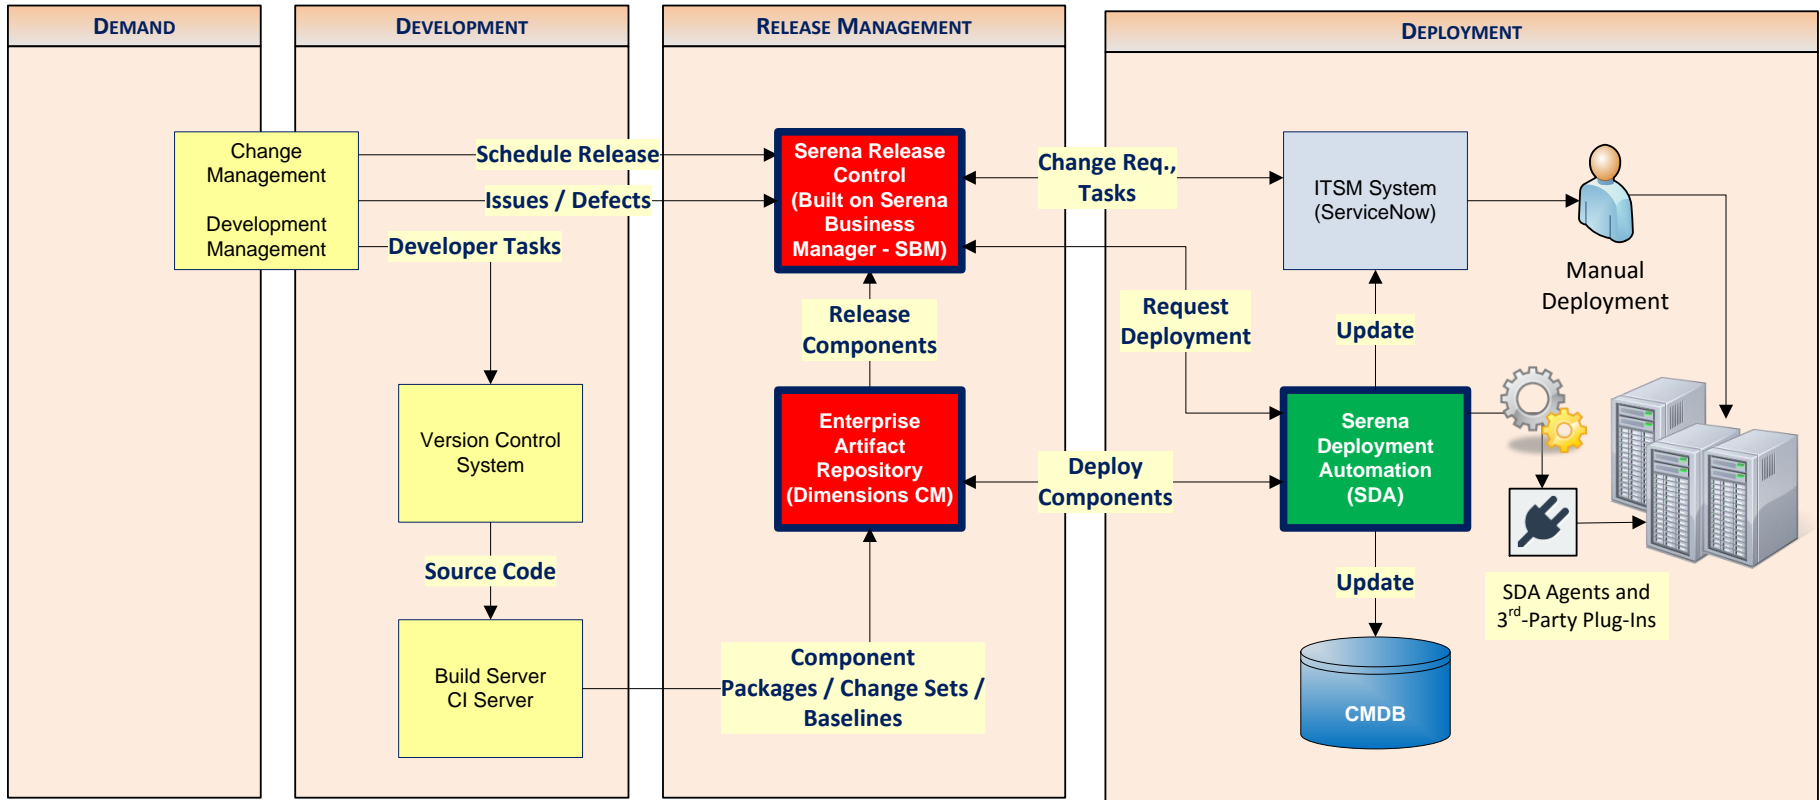 DEMAND
DEVELOPMENT
RELEASE MANAGEMENT
DEPLOYMENT
Change
Management
Development
Management
Schedule Release
Issues / Defects
Developer Tasks
Version Control
System
Source Code
Build Server
CI Server
Serena Release
Control
(Built on Serena
Business
Manager - SBM)
Release
Components
Enterprise
Artifact
Repository
(Dimensions CM)
Component
Packages / Change Sets /
Baselines
Change Req.,
Tasks
Request
Deployment
Deploy
Components
ITSM System
(ServiceNow)
Update
Serena
Deployment
Automation
(SDA)
Update
CMDB
Manual
Deployment
SDA Agents and
3rd-Party Plug-Ins